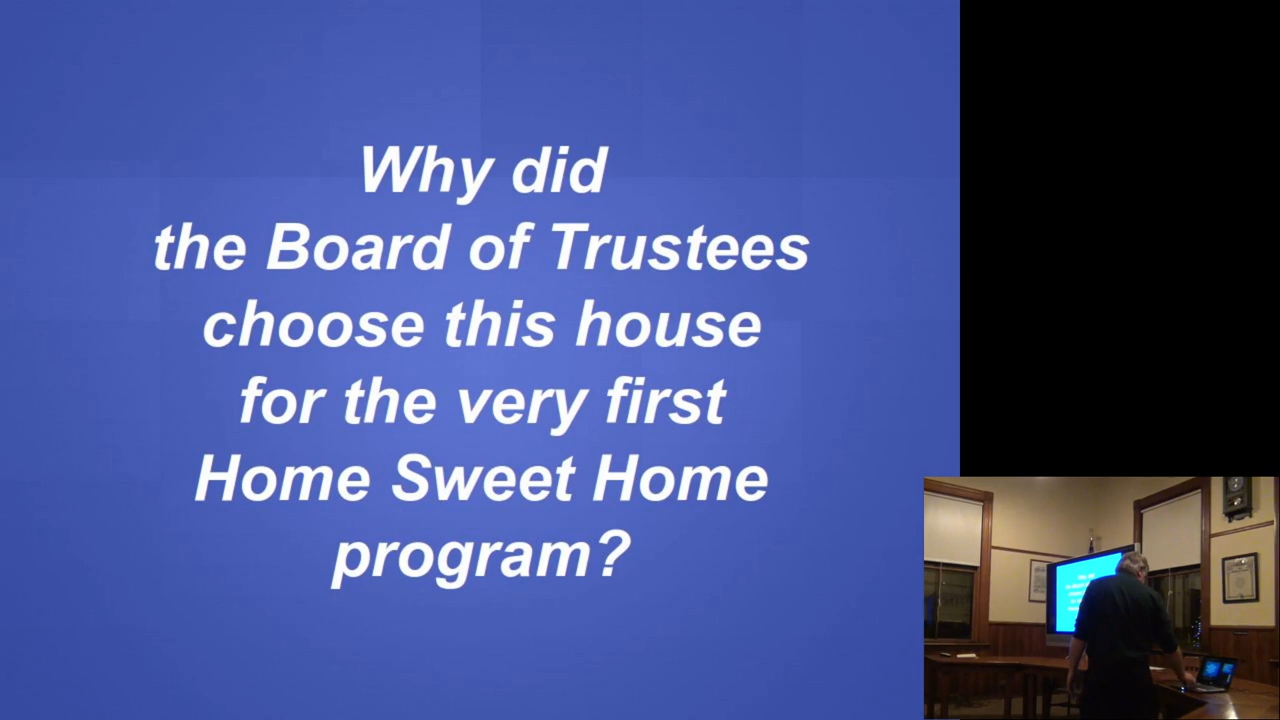 Why did
the Board of Trustees
choose this house
for the very first
Home Sweet Home
program?